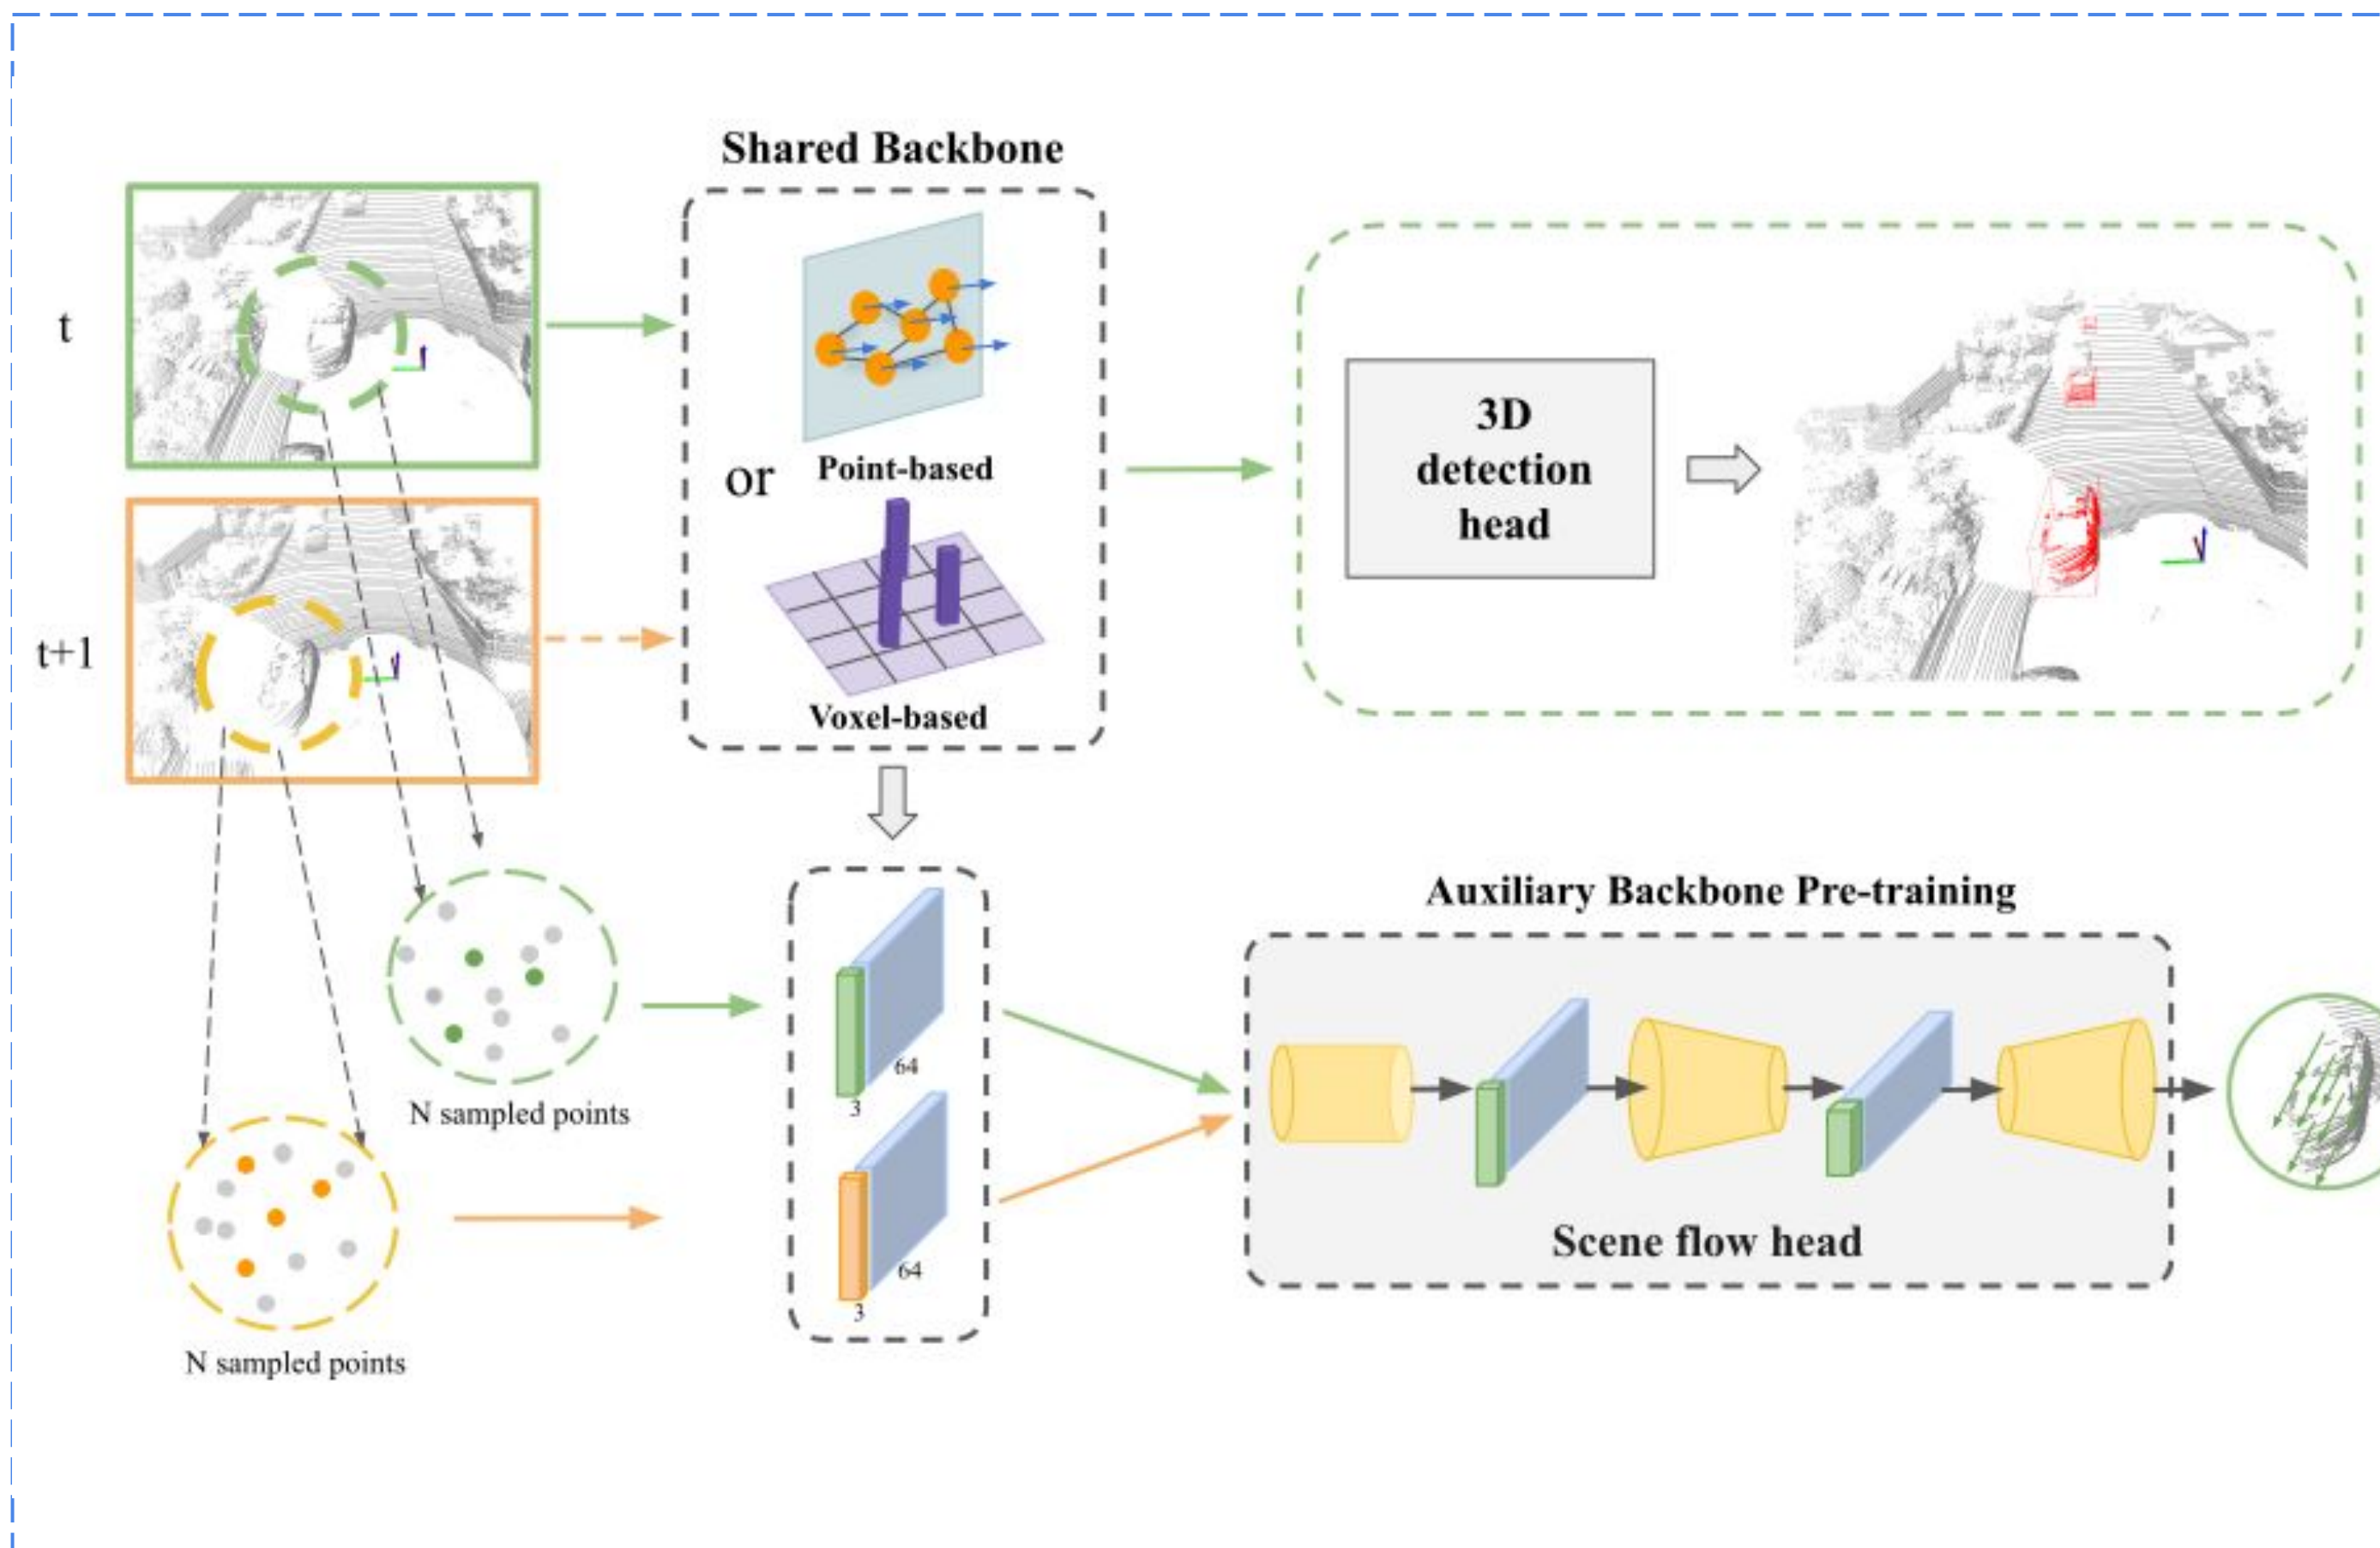 Shared Backbone
t
Point-based
or
t+1
Voxel-based
3D
detection
head
N sampled points
N sampled points
64
3
64
3
Auxiliary Backbone Pre-training
Scene flow head